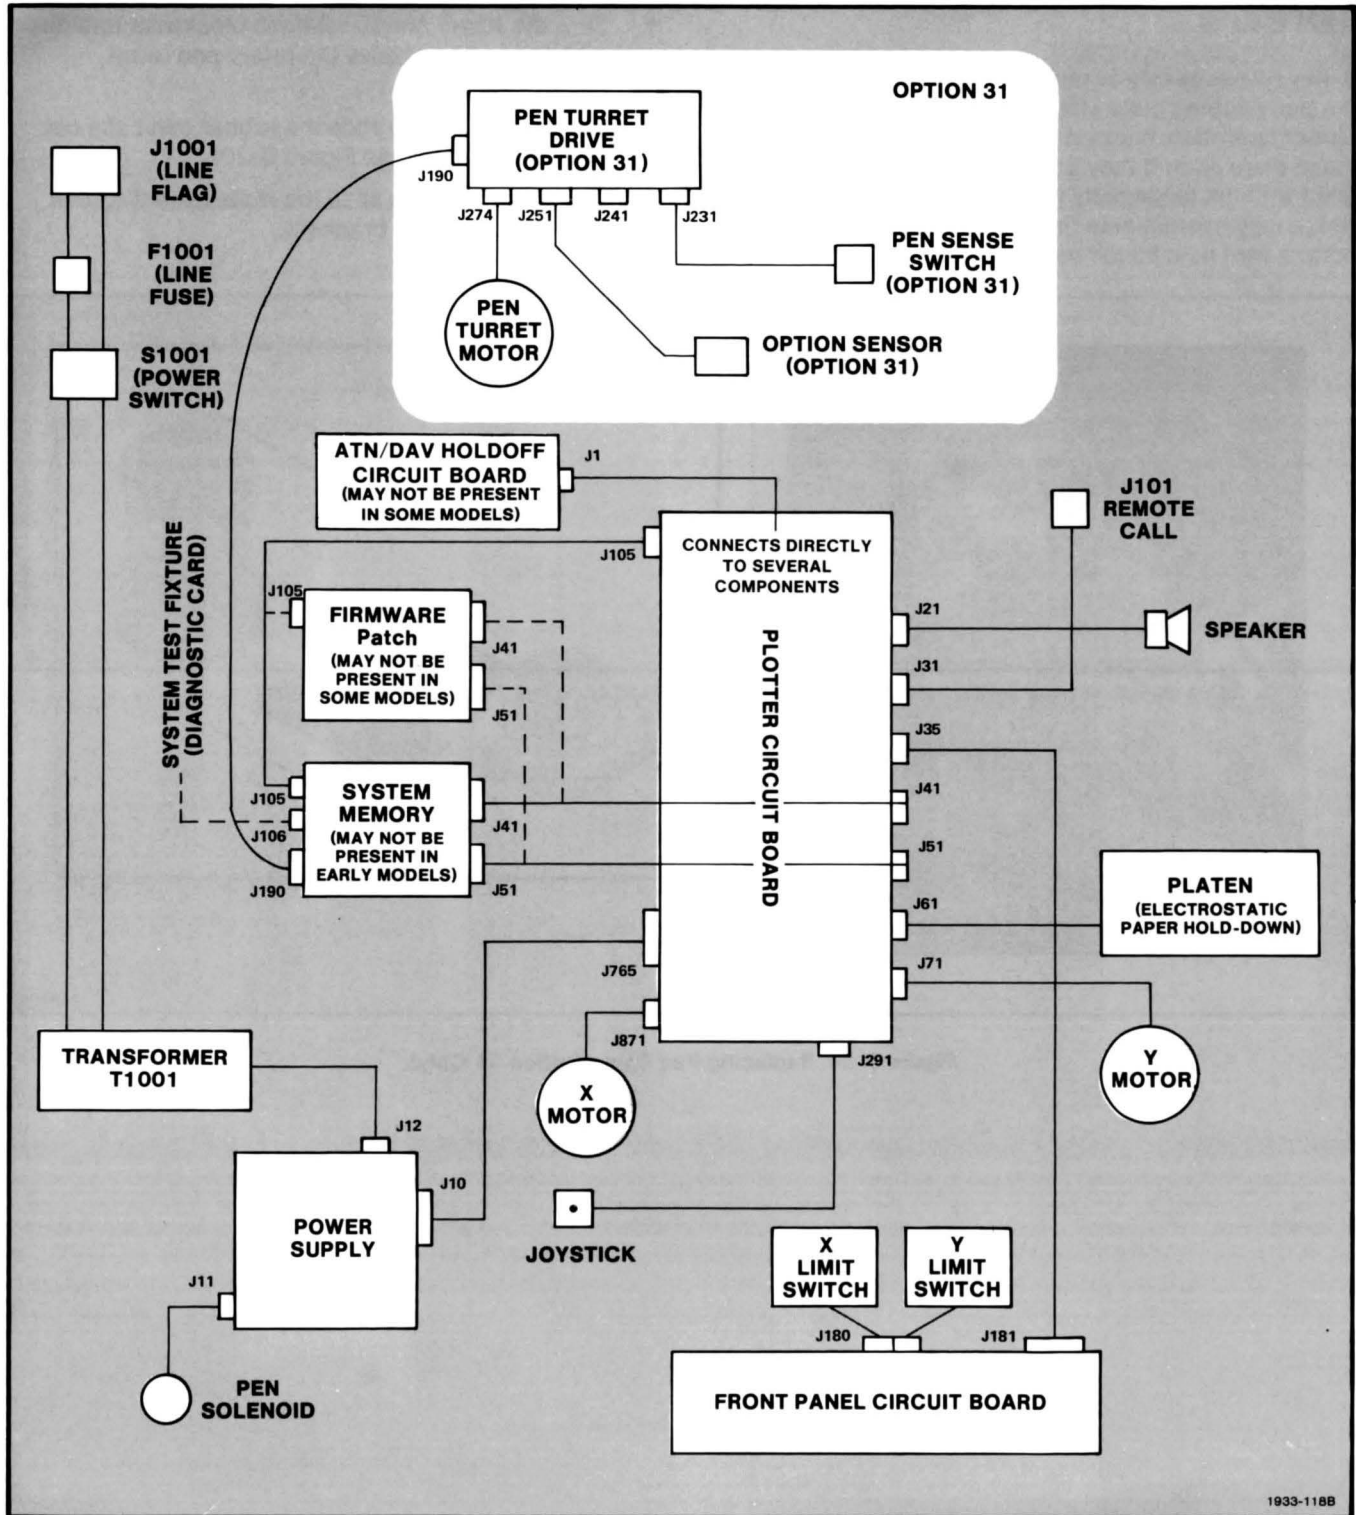 OPTION 31
PEN TURRET
DRIVE
(OPTION 31)
J190
J274
J251
J241
J231
PEN SENSE
SWITCH
(OPTION 31)
PEN
TURRET
MOTOR
OPTION SENSOR
(OPTION 31)
J1001
(LINE
FLAG)
F1001
(LINE
FUSE)
S1001
(POWER
SWITCH)
ATN/DAV HOLDOFF
CIRCUIT BOARD
(MAY NOT BE PRESENT
IN SOME MODELS)
J1
J101
REMOTE
CALL
J105
CONNECTS DIRECTLY
TO SEVERAL
COMPONENTS
PLOTTER CIRCUIT BOARD
SYSTEM TEST FIXTURE
(DIAGNOSTIC CARD)
J105
FIRMWARE
Patch
(MAY NOT BE
PRESENT IN
SOME MODELS)
J41
J51
J21
SPEAKER
J31
J35
J41
J51
J61
J71
J105
J106
J190
SYSTEM
MEMORY
(MAY NOT BE
PRESENT IN
EARLY MODELS)
J41
J51
PLATEN
(ELECTROSTATIC
PAPER HOLD-DOWN)
J765
J871
J291
TRANSFORMER
T1001
X
MOTOR
Y
MOTOR
J12
J10
POWER
SUPPLY
J11
PEN
SOLENOID
JOYSTICK
X
LIMIT
SWITCH
Y
LIMIT
SWITCH
J180
J181
FRONT PANEL CIRCUIT BOARD
1933-118B